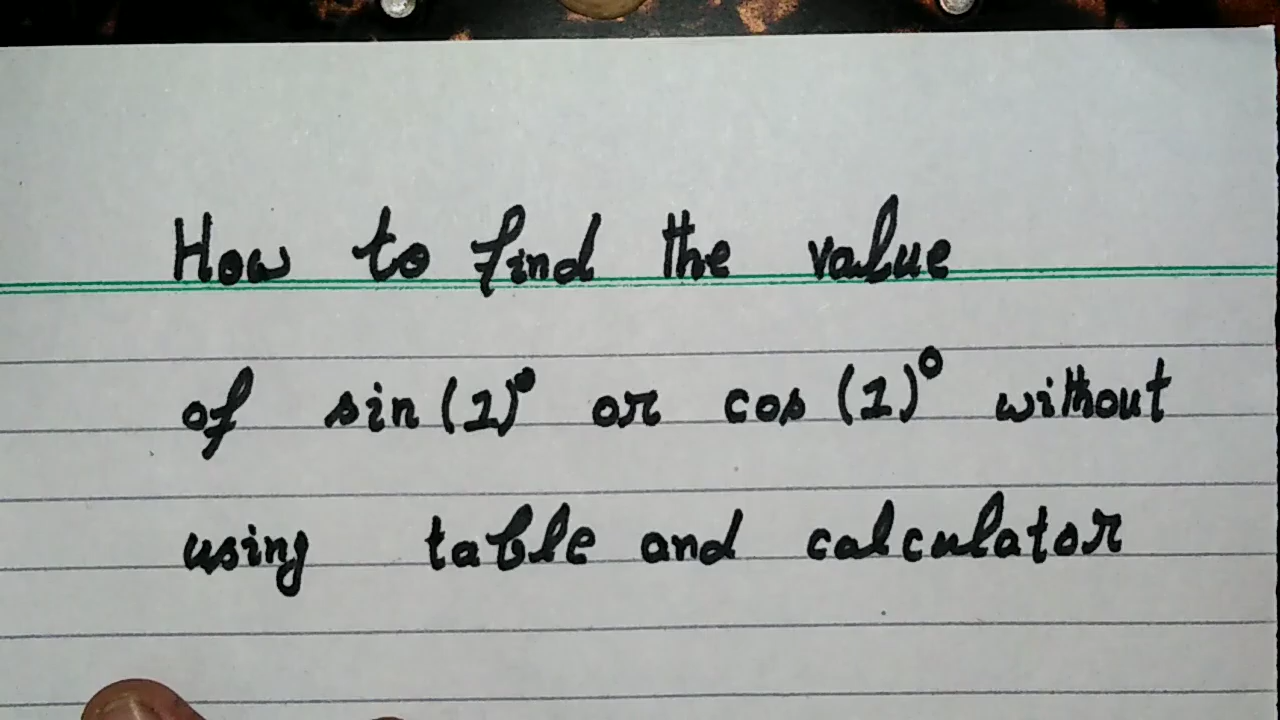 How to find the value
of sin (1)° or cos (1)° without
using table and calculator